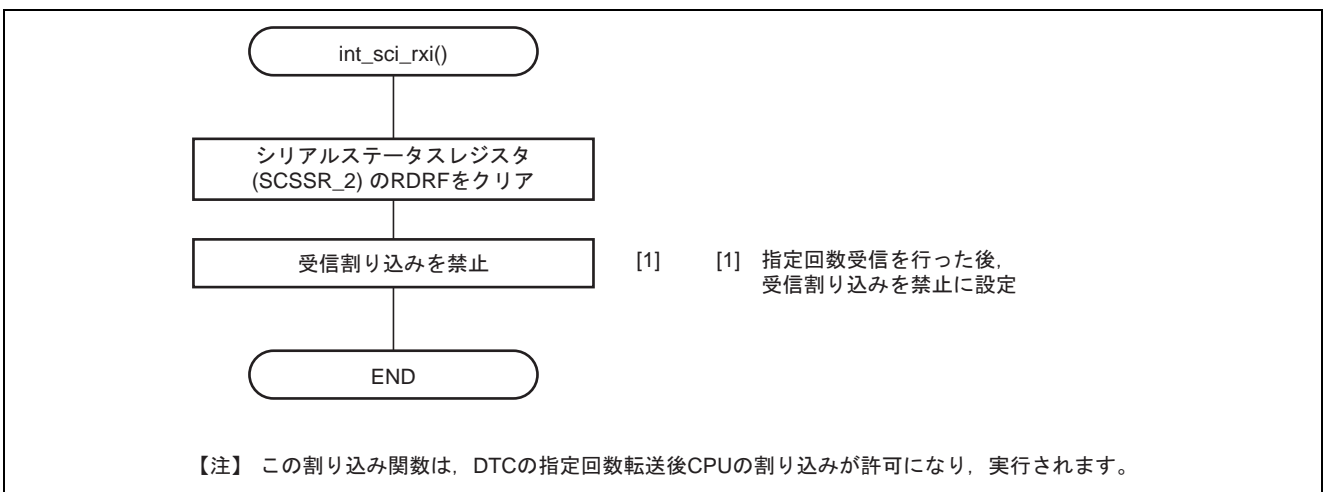 int_sci_rxi()
シリアルステータスレジスタ
(SCSSR_2) のRDRFをクリア
受信割り込みを禁止
[1]
[1] 指定回数受信を行った後,
受信割り込みを禁止に設定
END
【注】 この割り込み関数は，DTCの指定回数転送後CPUの割り込みが許可になり，実行されます。